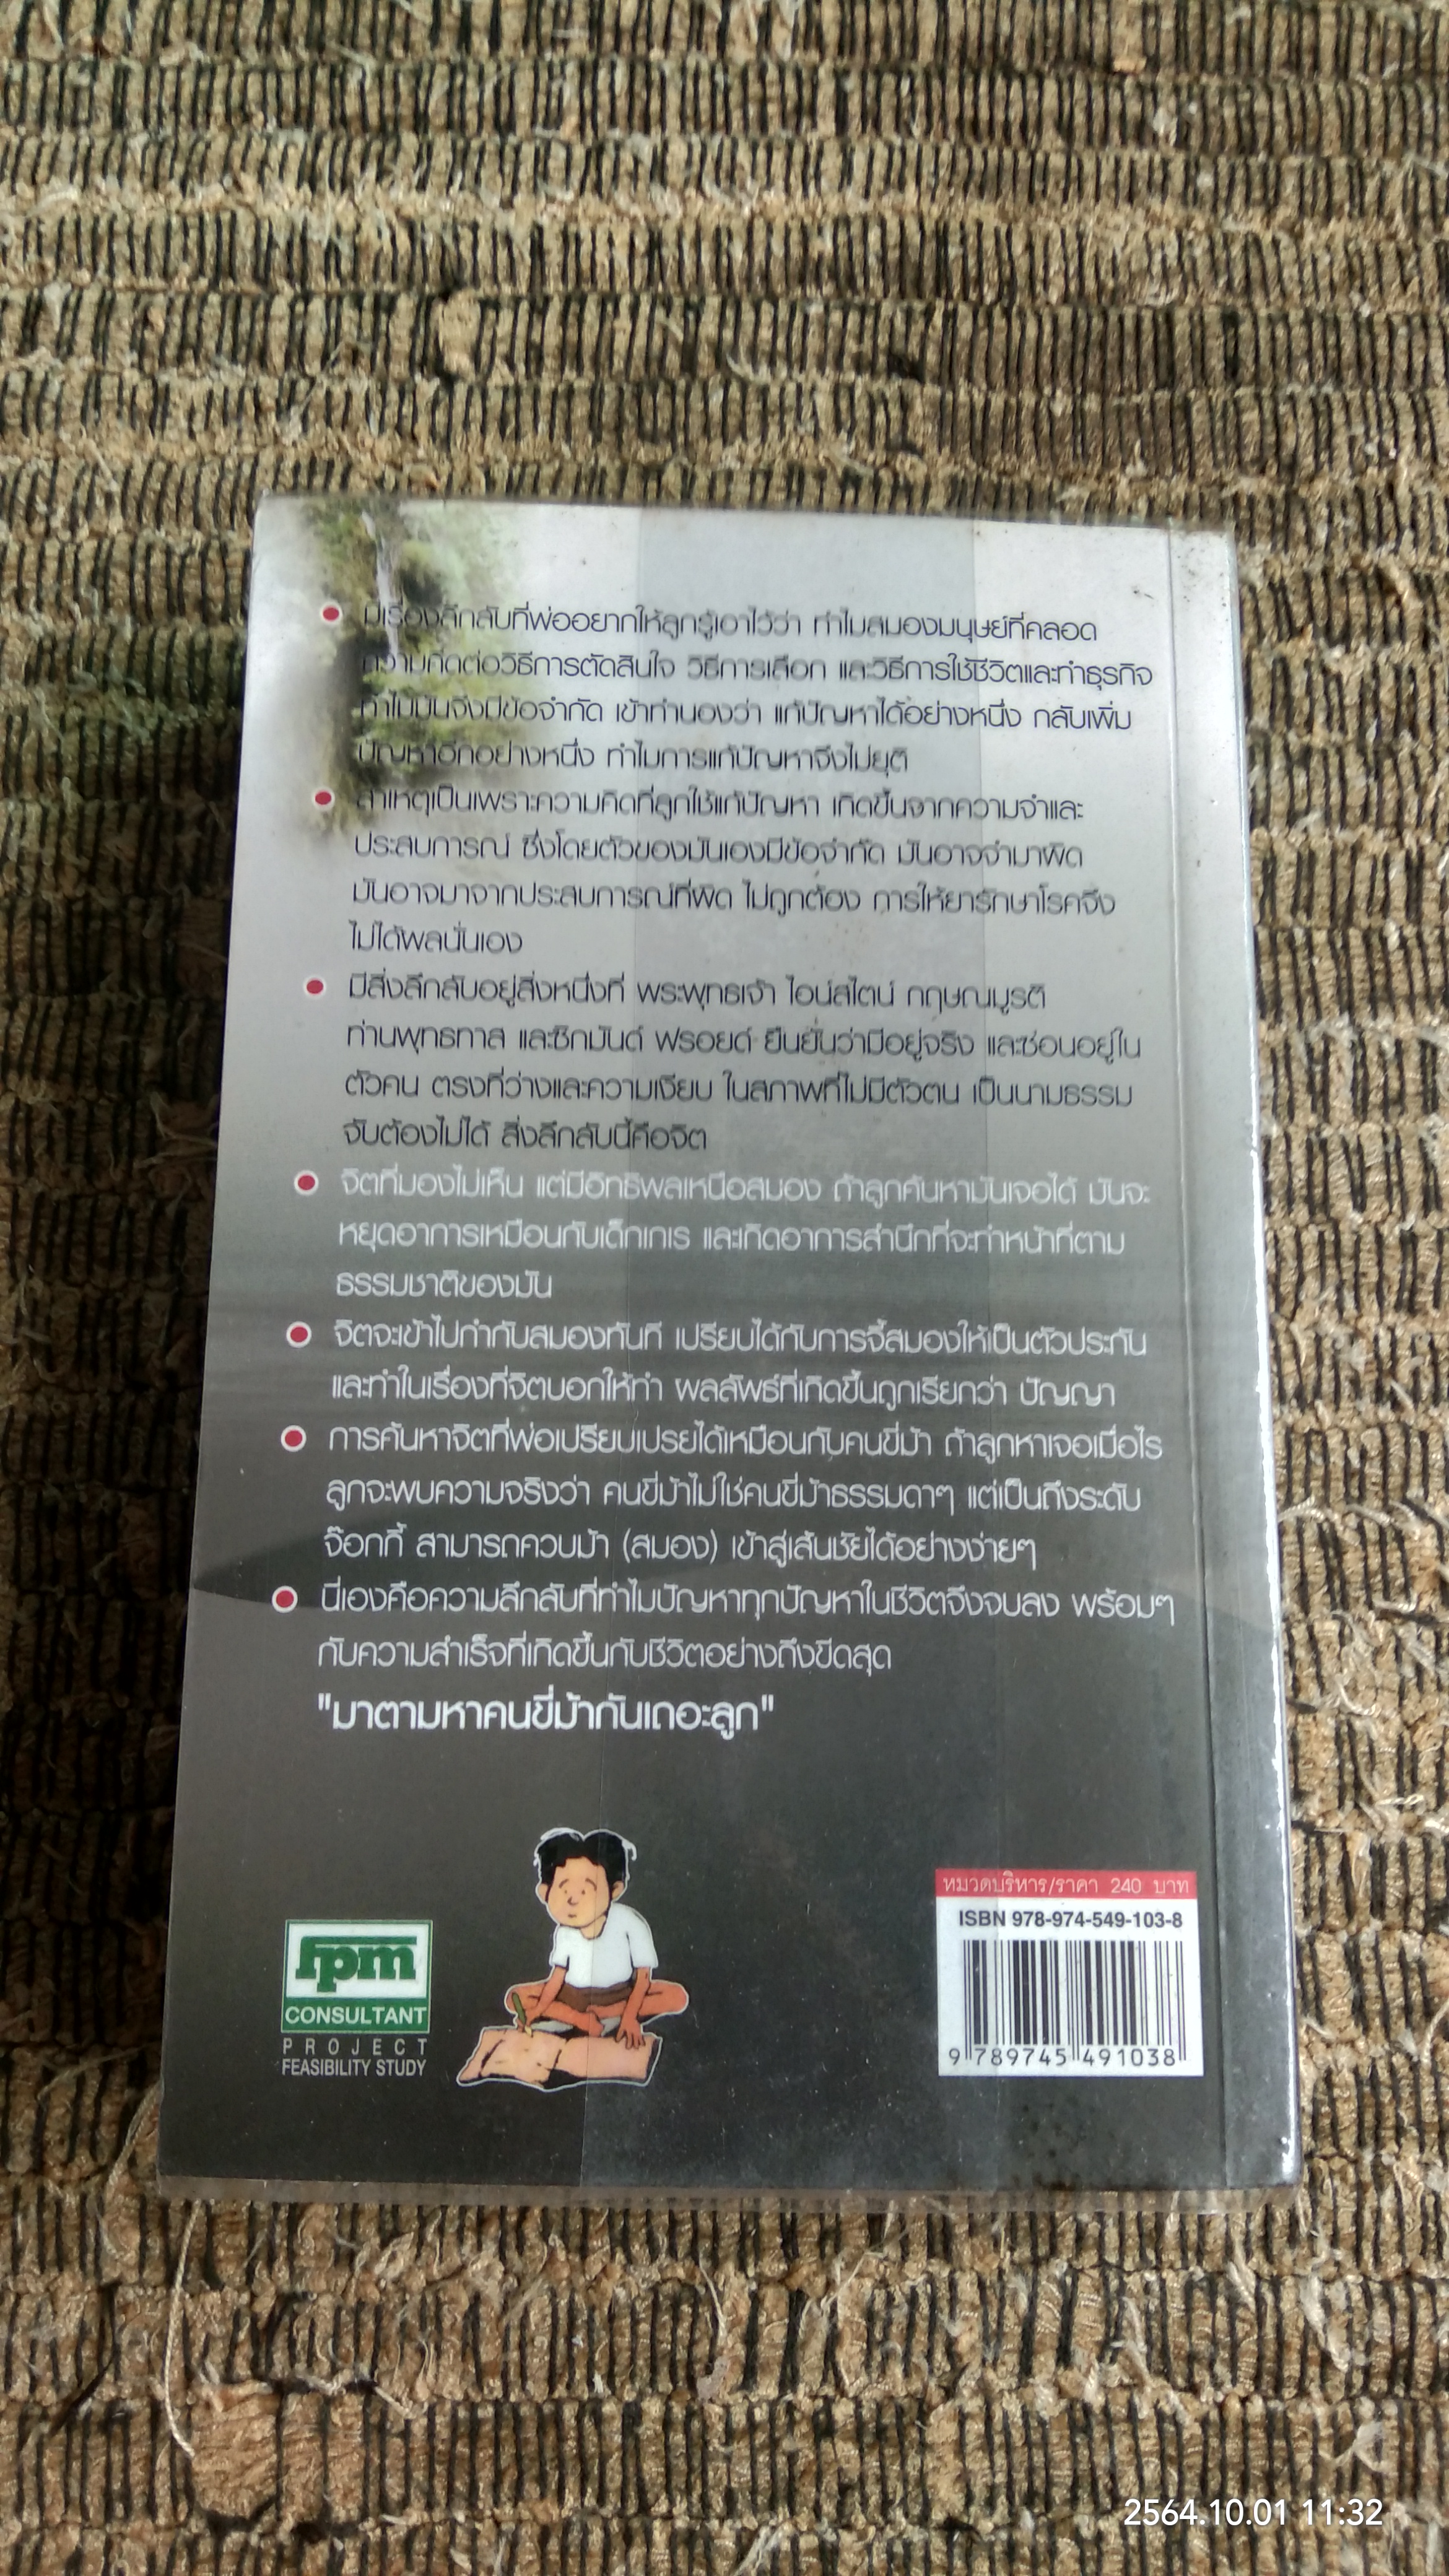 มีเรื่องลึกลับที่พ่ออยากให้ลูกรู้เอาไว้ว่า ทำไมสมองมนุษย์ที่คลอด
ความคิดต่อวิธีการตัดสินใจ วิธีการเลือก และวิธีการใช้ชีวิตและทำธุรกิจ
ทำไมมันจึงมีข้อจำกัด เข้าทำนองว่า แก้ปัญหาได้อย่างหนึ่ง กลับเพิ่ม
ปัญหาอีกอย่างหนึ่ง ทำไมการแก้ปัญหาจึงไม่ยุติ
สาเหตุเป็นเพราะความคิดที่ลูกใช้แก้ปัญหา เกิดขึ้นจากความจำและ
ประสบการณ์ ซึ่งโดยตัวของมันเองมีข้อจำกัด มันอาจจำมาผิด
มันอาจมาจากประสบการณ์ที่ผิด ไม่ถูกต้อง การให้ยารักษาโรคจึง
ไม่ได้ผลนั่นเอง
มีสิ่งลึกลับอยู่สิ่งหนึ่งที่ พระพุทธเจ้า ไอน์สไตน์ กฤษณมูรติ
ท่านพุทธทาส และซิกมันด์ ฟรอยด์ ยืนยันว่ามีอยู่จริง และซ่อนอยู่ใน
ตัวคน ตรงที่ว่างและความเงียบ ในสภาพที่ไม่มีตัวตน เป็นนามธรรม
จับต้องไม่ได้ สิ่งลึกลับนี้คือจิต
จิตที่มองไม่เห็น แต่มีอิทธิพลเหนือสมอง ถ้าลูกค้นหามันเจอได้ มันจะ
หยุดอาการเหมือนกับเด็กเกเร และเกิดอาการสำนึกที่จะทำหน้าที่ตาม
ธรรมชาติของมัน
จิตจะเข้าไปกำกับสมองทันที เปรียบได้กับการจี้สมองให้เป็นตัวประกัน
และทำในเรื่องที่จิตบอกให้ทำ ผลลัพธ์ที่เกิดขึ้นถูกเรียกว่า ปัญญา
การค้นหาจิตที่พ่อเปรียบเปรยได้เหมือนกับคนขี่ม้า ถ้าลูกหาเจอเมื่อไร
ลูกจะพบความจริงว่า คนขี่ม้าไม่ใช่คนขี่ม้าธรรมดาๆ แต่เป็นถึงระดับ
จ๊อกกี้ สามารถควบม้า (สมอง) เข้าสู่เส้นชัยได้อย่างง่ายๆ
นี่เองคือความลึกลับที่ทำไมปัญหาทุกปัญหาในชีวิตจึงจบลง พร้อมๆ
กับความสำเร็จที่เกิดขึ้นกับชีวิตอย่างถึงขีดสุด
"มาตามหาคนขี่ม้ากันเถอะลูก"
หมวดบริหาร/ราคา 240 บาท
ISBN 978-974-549-103-8
9 789745 491038
fpm
CONSULTANT
PROJECT
FEASIBILITY STUDY
2564.10.01 11:32